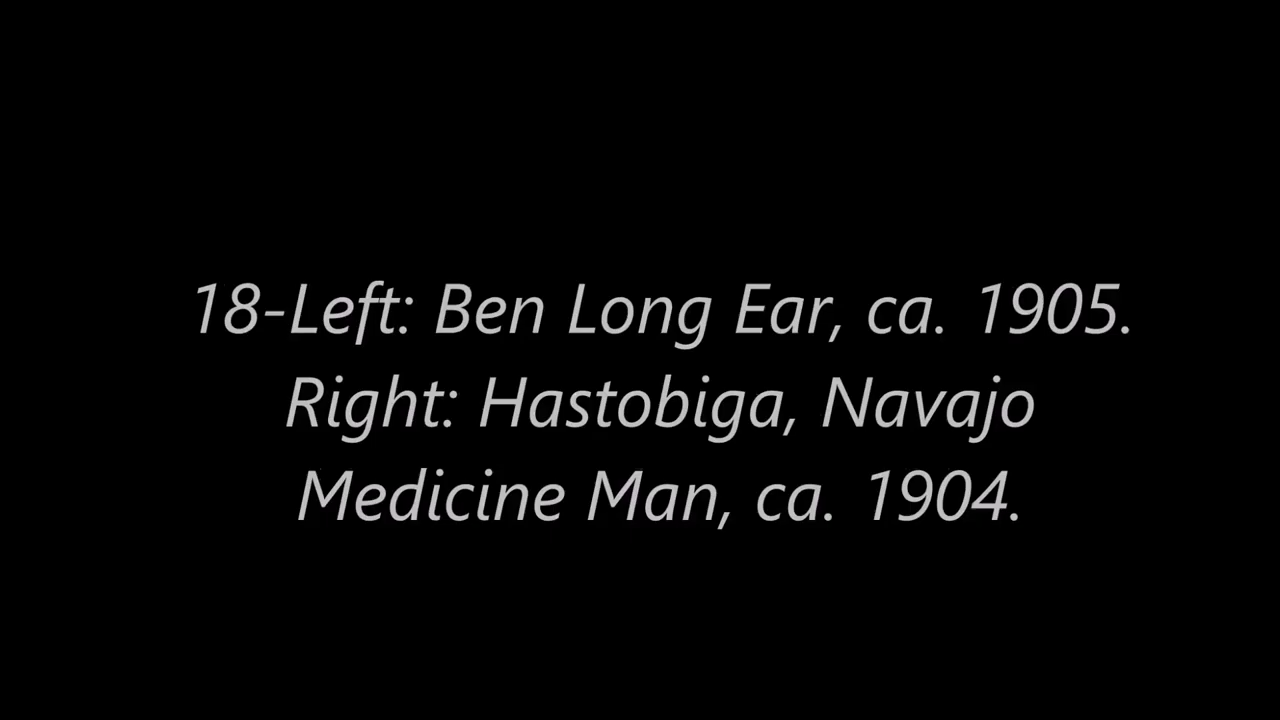 18-Left: Ben Long Ear, ca. 1905.
Right: Hastobiga, Navajo
Medicine Man, ca. 1904.